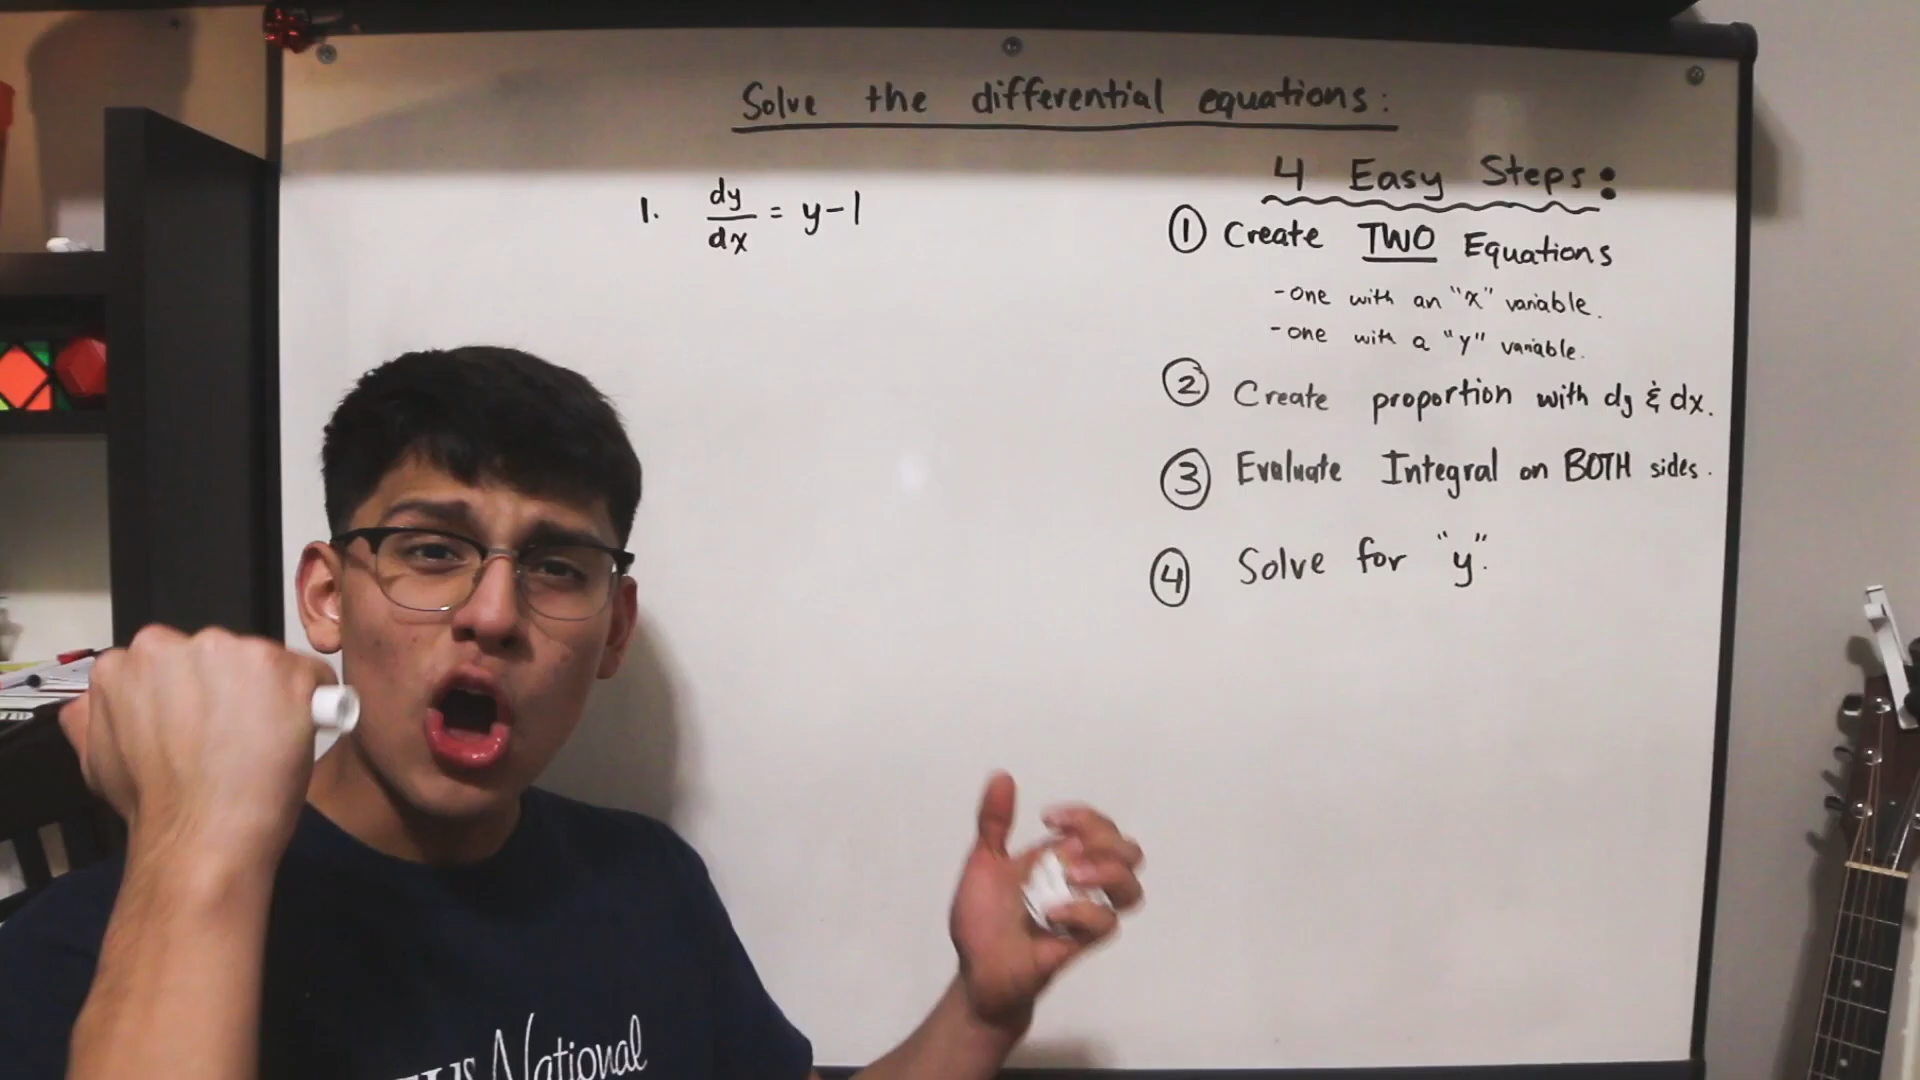 Solve the differential equations:
1. dy/dx = y-1
4 Easy Steps:
① Create TWO Equations
-one with an "x" variable.
-one with a "y" variable.
② Create proportion with dy & dx.
③ Evaluate Integral on BOTH sides.
④ Solve for "y".
National